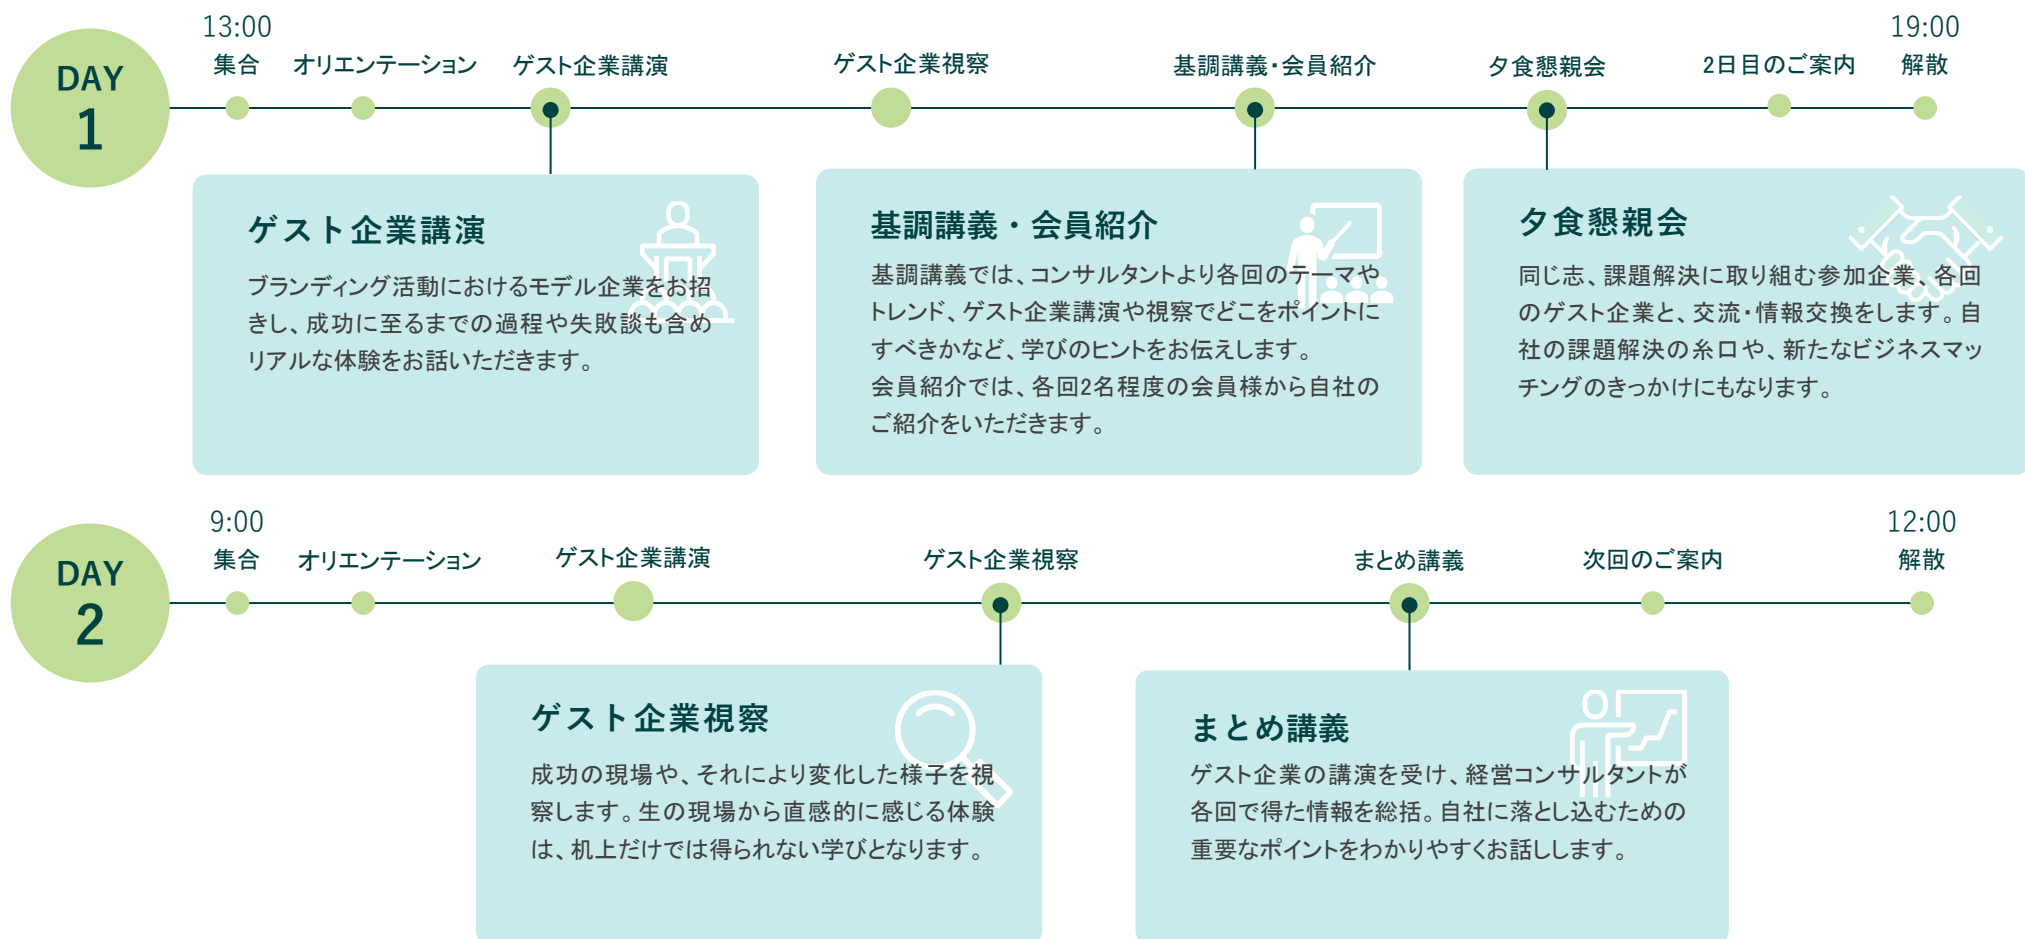 DAY
1
13:00
集合
オリエンテーション
ゲスト企業講演
ゲスト企業視察
基調講義・会員紹介
夕食懇親会
2日目のご案内
19:00
解散
ゲスト企業講演
ブランディング活動におけるモデル企業をお招
きし、成功に至るまでの過程や失敗談も含め
リアルな体験をお話いただきます。
基調講義・会員紹介
基調講義では、コンサルタントより各回のテーマや
トレンド、ゲスト企業講演や視察でどこをポイントに
すべきかなど、学びのヒントをお伝えします。
会員紹介では、各回2名程度の会員様から自社の
ご紹介をいただきます。
夕食懇親会
同じ志、課題解決に取り組む参加企業、各回
のゲスト企業と、交流・情報交換をします。自
社の課題解決の糸口や、新たなビジネスマッ
チングのきっかけにもなります。
DAY
2
9:00
集合
オリエンテーション
ゲスト企業講演
ゲスト企業視察
まとめ講義
次回のご案内
12:00
解散
ゲスト企業視察
成功の現場や、それにより変化した様子を視
察します。生の現場から直感的に感じる体験
は、机上だけでは得られない学びとなります。
まとめ講義
ゲスト企業の講演を受け、経営コンサルタントが
各回で得た情報を総括。自社に落とし込むための
重要なポイントをわかりやすくお話しします。